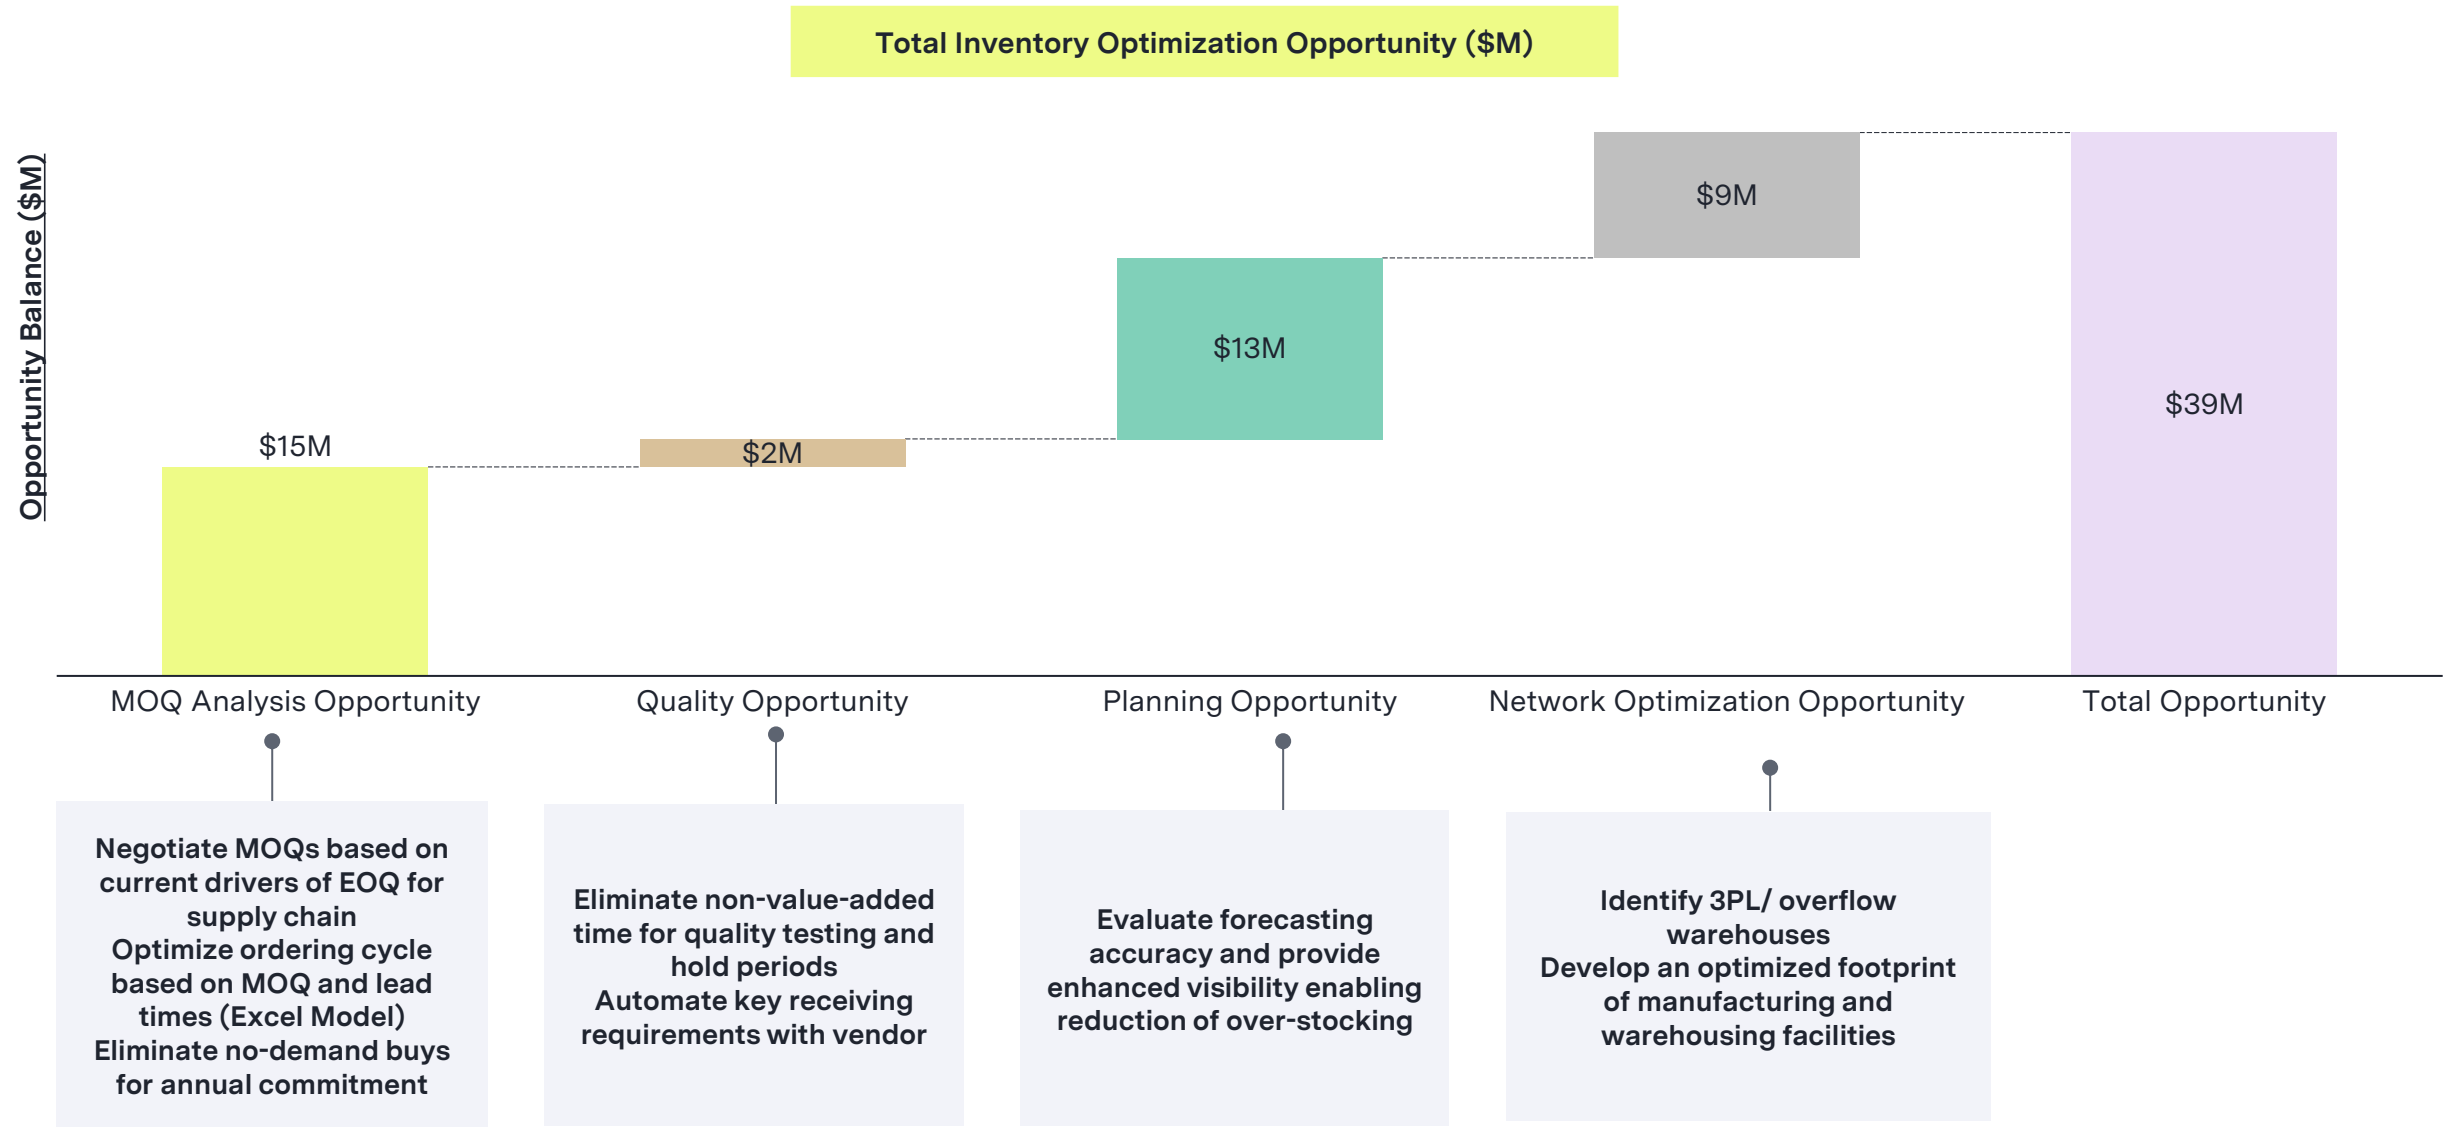 Total Inventory Optimization Opportunity ($M)
Opportunity Balance ($M)
$15M
$2M
$13M
$9M
$39M
MOQ Analysis Opportunity
Quality Opportunity
Planning Opportunity
Network Optimization Opportunity
Total Opportunity
Negotiate MOQs based on
current drivers of EOQ for
supply chain
Optimize ordering cycle
based on MOQ and lead
times (Excel Model)
Eliminate no-demand buys
for annual commitment
Eliminate non-value-added
time for quality testing and
hold periods
Automate key receiving
requirements with vendor
Evaluate forecasting
accuracy and provide
enhanced visibility enabling
reduction of over-stocking
Identify 3PL/ overflow
warehouses
Develop an optimized footprint
of manufacturing and
warehousing facilities